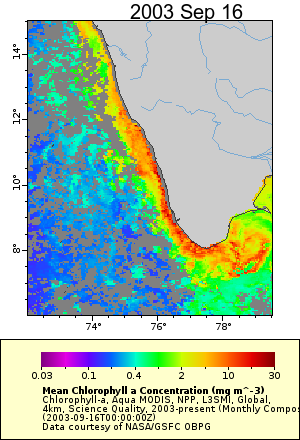 2003 Sep 16
14°
12°
10°
8°
74° 76° 78°
0.03 0.1 0.4 2 10 30
Mean Chlorophyll a Concentration (mg m^-3)
Chlorophyll-a, Aqua MODIS, NPP, L3SMI, Global,
4km, Science Quality, 2003-present (Monthly Compos
(2003-09-16T00:00:00Z)
Data courtesy of NASA/GSFC OBPG